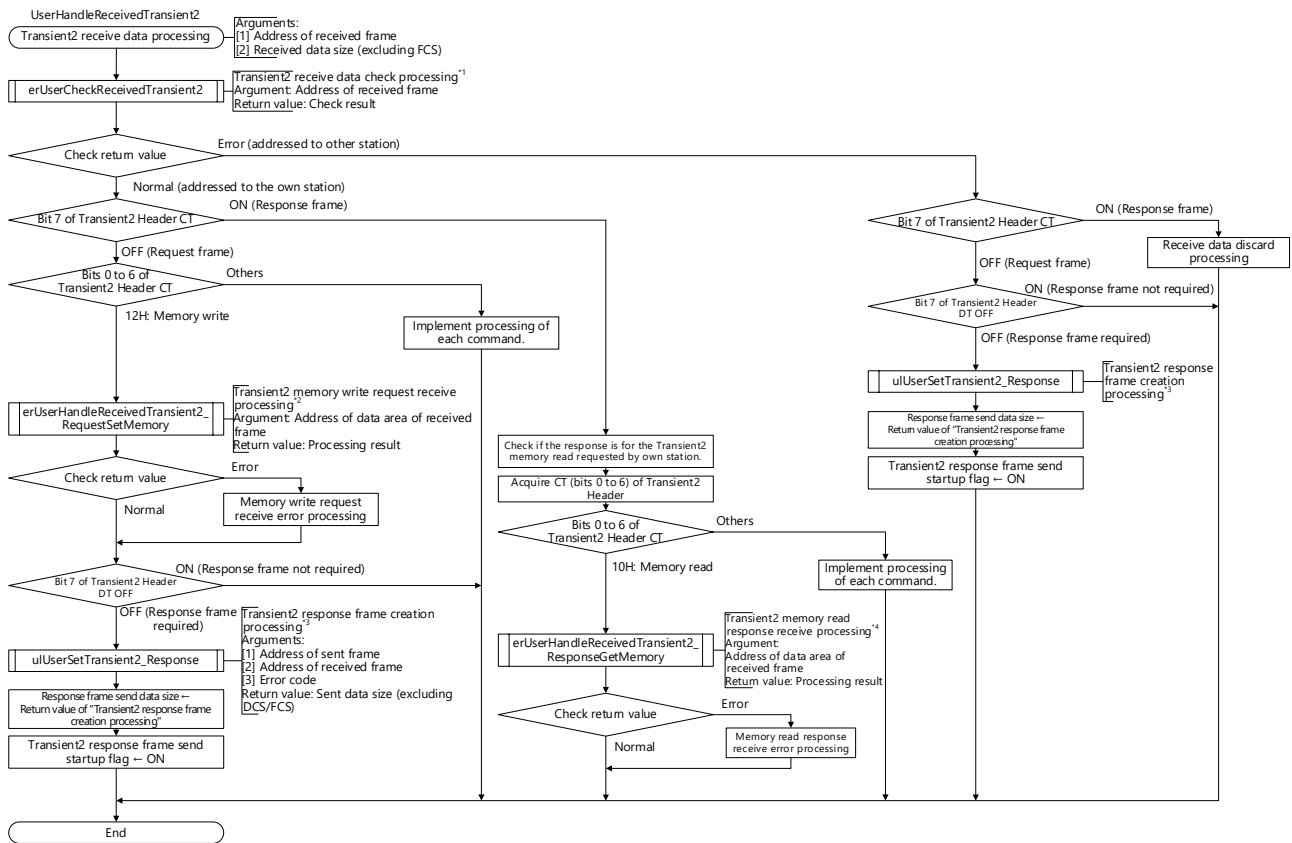 UserHandleReceivedTransient2
Transient2 receive data processing
Arguments:
[1] Address of received frame
[2] Received data size (excluding FCS)
erUserCheckReceivedTransient2
Transient2 receive data check processing*1
Argument: Address of received frame
Return value: Check result
Check return value
Error (addressed to other station)
Normal (addressed to the own station)
Bit 7 of Transient2 Header CT
ON (Response frame)
OFF (Request frame)
Bits 0 to 6 of
Transient2 Header CT
Others
12H: Memory write
Implement processing of
each command.
erUserHandleReceivedTransient2_
RequestSetMemory
Transient2 memory write request receive
processing*2
Argument: Address of data area of received
frame
Return value: Processing result
Check return value
Error
Normal
Memory write request
receive error processing
Bit 7 of Transient2 Header
DT OFF
ON (Response frame not required)
OFF (Response frame
required)
ulUserSetTransient2_Response
Transient2 response frame creation
processing*3
Arguments:
[1] Address of sent frame
[2] Address of received frame
[3] Error code
Return value: Sent data size (excluding
DCS/FCS)
Response frame send data size ←
Return value of "Transient2 response frame
creation processing"
Transient2 response frame send
startup flag ← ON
End
Check if the response is for the Transient2
memory read requested by own station.
Acquire CT (bits 0 to 6) of Transient2
Header
Bits 0 to 6 of
Transient2 Header CT
Others
10H: Memory read
Implement processing
of each command.
erUserHandleReceivedTransient2_
ResponseGetMemory
Transient2 memory read
response receive processing*4
Argument:
Address of data area of
received frame
Return value: Processing result
Check return value
Error
Normal
Memory read response
receive error processing
Bit 7 of Transient2 Header CT
ON (Response frame)
Receive data discard
processing
OFF (Request frame)
Bit 7 of Transient2 Header
DT OFF
ON (Response frame not required)
OFF (Response frame required)
ulUserSetTransient2_Response
Transient2 response
frame creation
processing*3
Response frame send data size ←
Return value of "Transient2 response frame
creation processing"
Transient2 response frame send
startup flag ← ON